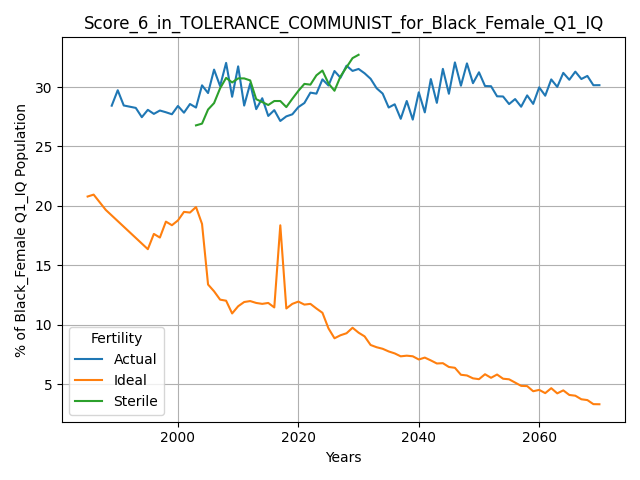 Score_6_in_TOLERANCE_COMMUNIST_for_Black_Female_Q1_IQ
% of Black_Female Q1_IQ Population
30
25
20
15
10
5
Fertility
Actual
Ideal
Sterile
2000
2020
2040
2060
Years